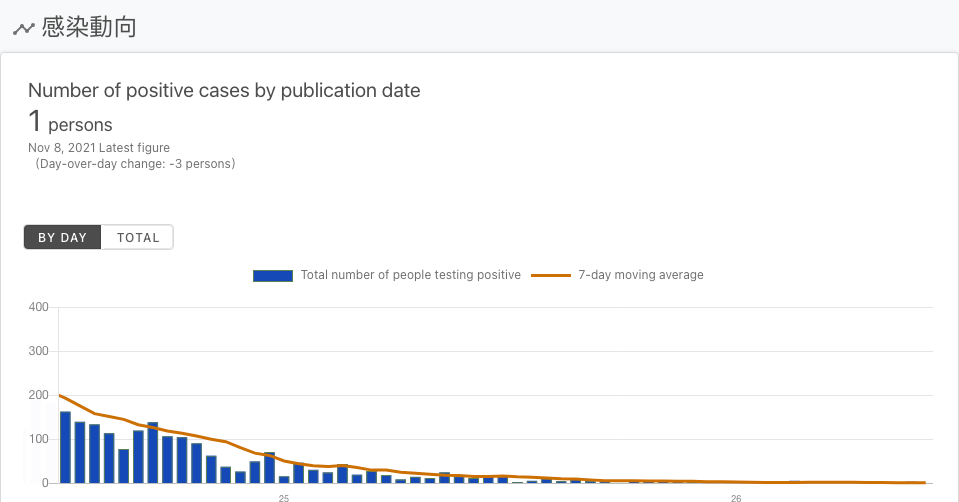 感染動向
Number of positive cases by publication date
1 persons
Nov 8, 2021 Latest figure
(Day-over-day change: -3 persons)
BY DAY TOTAL
Total number of people testing positive 7-day moving average
400
300
200
100
0
25 26